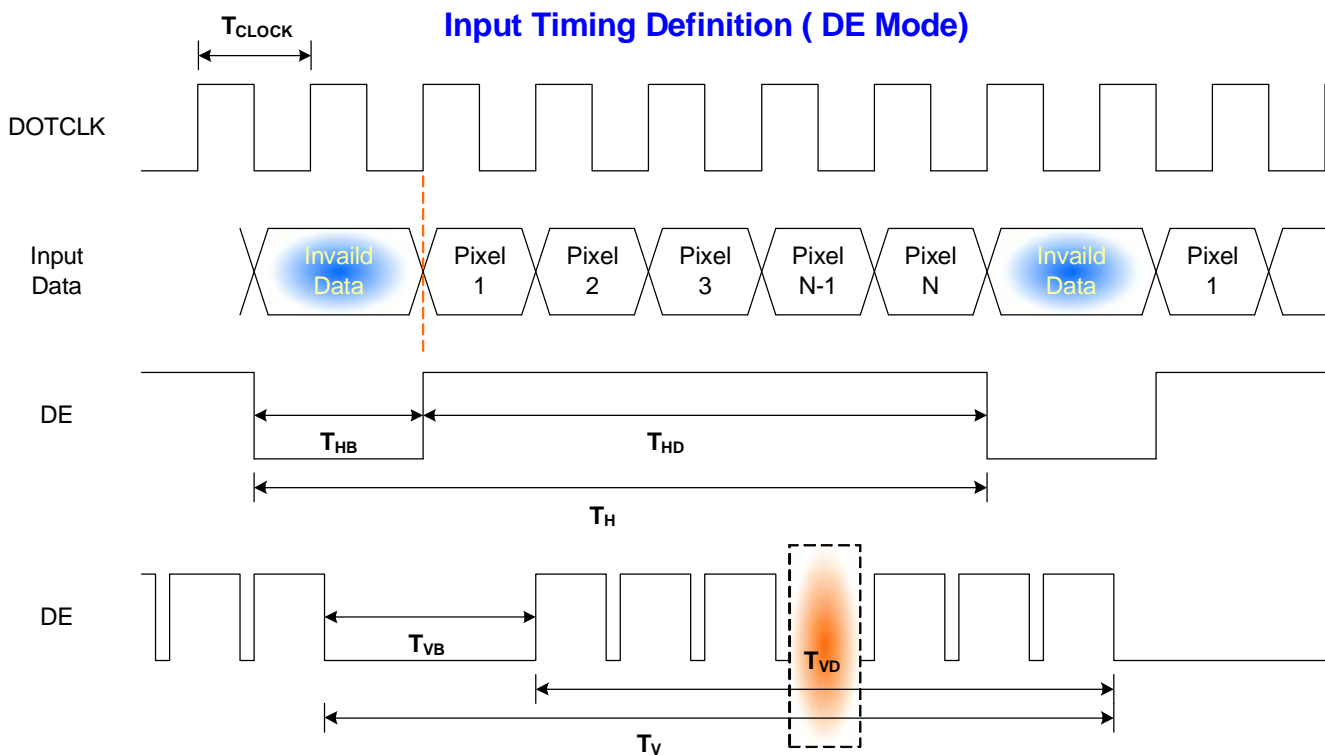 Input Timing Definition ( DE Mode)
TCLOCK
DOTCLK
Input
Data
Invaild
Data
Pixel
1
Pixel
2
Pixel
3
Pixel
N-1
Pixel
N
Invaild
Data
Pixel
1
DE
THB
THD
TH
DE
TVB
TVD
TV